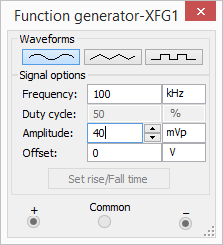 Function generator-XFG1
Waveforms
Signal options
Frequency: 100 kHz
Duty cycle: 50 %
Amplitude: 40 mVp
Offset: 0 V
Set rise/Fall time
+ Common −